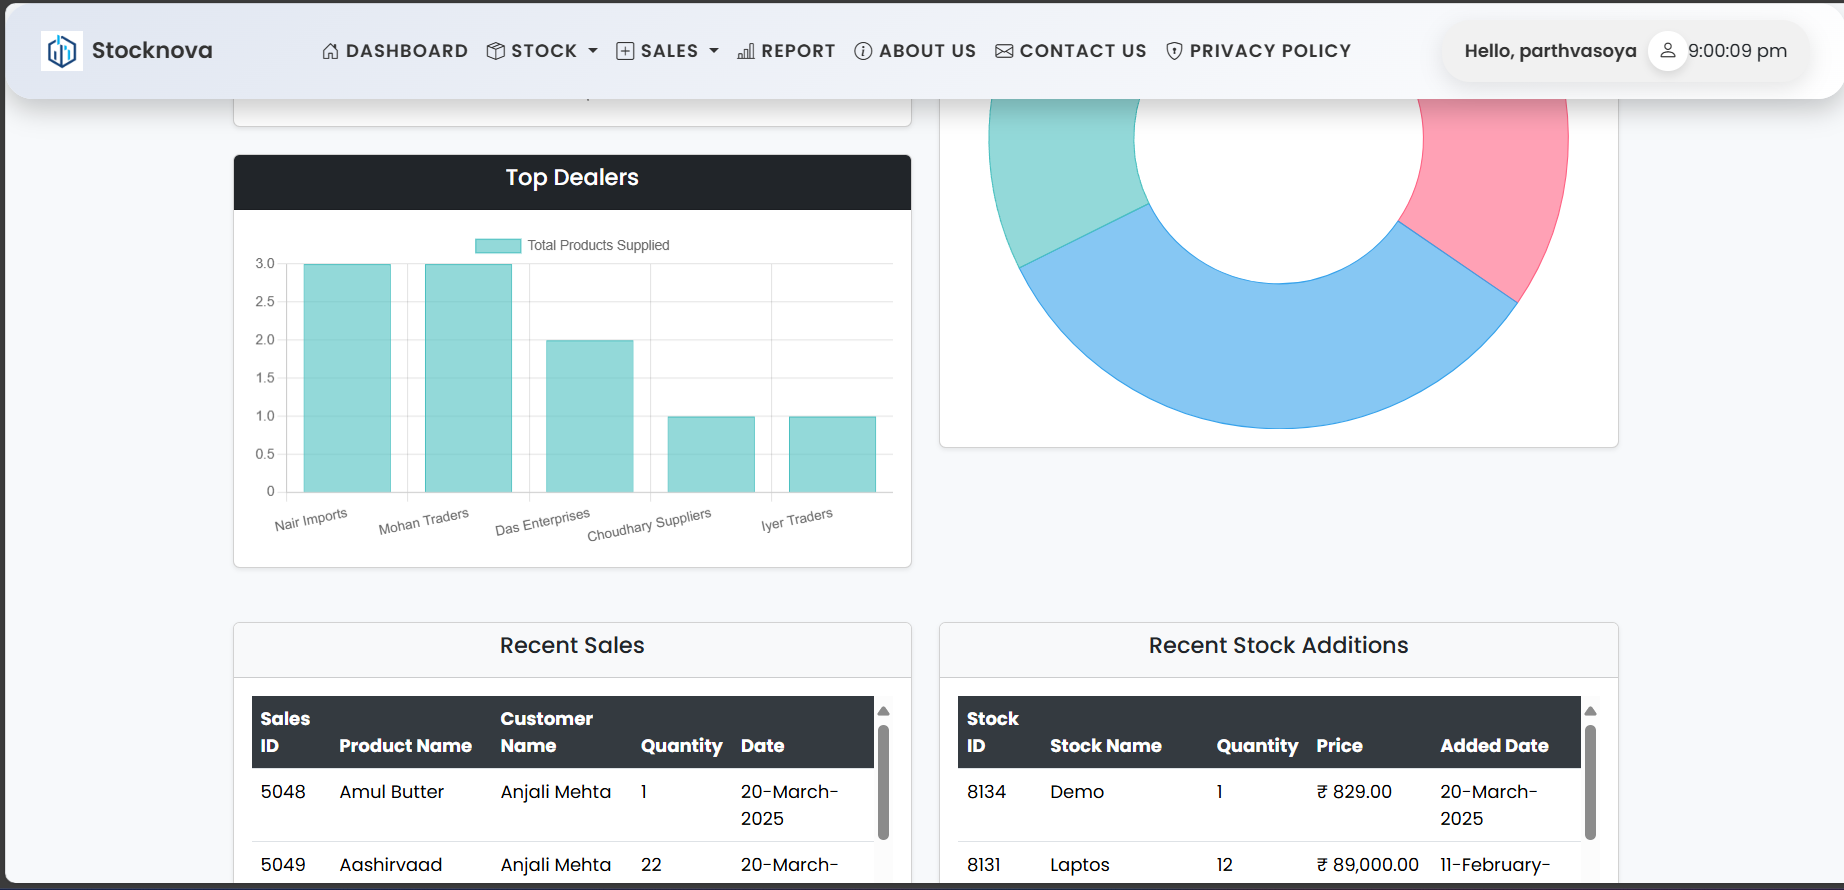 Stocknova
DASHBOARD STOCK SALES REPORT ABOUT US CONTACT US PRIVACY POLICY
Hello, parthvasoya 9:00:09 pm
Top Dealers
Total Products Supplied
3.0
2.5
2.0
1.5
1.0
0.5
0
Nair Imports Mohan Traders Das Enterprises Choudhary Suppliers Iyer Traders
Recent Sales
Sales ID Product Name Customer Name Quantity Date
5048 Amul Butter Anjali Mehta 1 20-March-2025
5049 Aashirvaad Anjali Mehta 22 20-March-
Recent Stock Additions
Stock ID Stock Name Quantity Price Added Date
8134 Demo 1 ₹ 829.00 20-March-2025
8131 Laptos 12 ₹ 89,000.00 11-February-